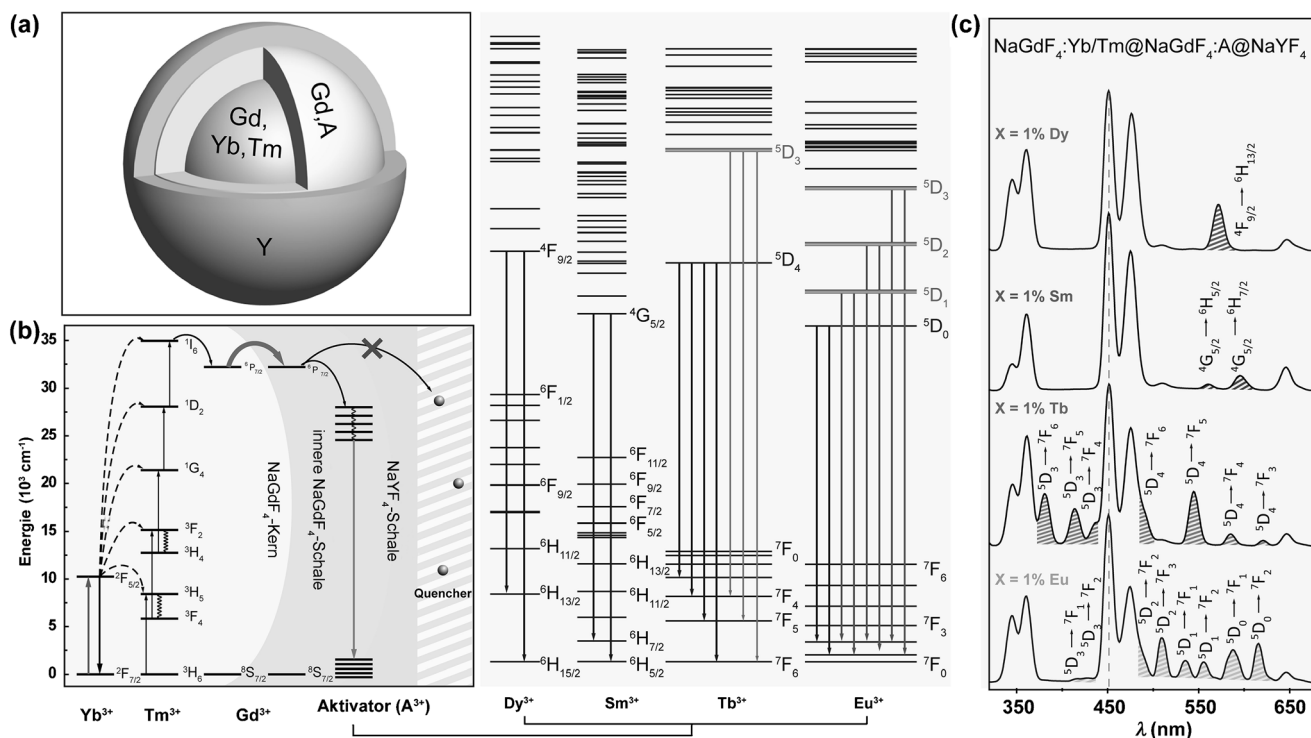 (a)
Gd,
Yb,Tm
Gd,A
Y
(b)
Energie (10³ cm⁻¹)
35
30
25
20
15
10
5
0
¹I₆
¹D₂
¹G₄
³F₂
³H₄
³H₅
³F₄
²F₅/₂
²F₇/₂
³H₆
⁶P₇/₂
⁶P₇/₂
⁸S₇/₂
⁸S₇/₂
NaGdF₄-Kern
innere NaGdF₄-Schale
NaYF₄-Schale
Quencher
Yb³⁺
Tm³⁺
Gd³⁺
Aktivator (A³⁺)
⁴F₉/₂
⁶F₁/₂
⁶F₉/₂
⁶H₁₁/₂
⁶H₁₃/₂
⁶H₁₅/₂
Dy³⁺
⁴G₅/₂
⁶F₁₁/₂
⁶F₉/₂
⁶F₇/₂
⁶F₅/₂
⁶H₁₃/₂
⁶H₁₁/₂
⁶H₇/₂
⁶H₅/₂
Sm³⁺
⁵D₃
⁵D₄
⁷F₀
⁷F₄
⁷F₅
⁷F₆
Tb³⁺
⁵D₃
⁵D₂
⁵D₁
⁵D₀
⁷F₆
⁷F₃
⁷F₀
Eu³⁺
(c)
NaGdF₄:Yb/Tm@NaGdF₄:A@NaYF₄
X = 1% Dy
⁴F₉/₂→⁶H₁₃/₂
X = 1% Sm
⁴G₅/₂→⁶H₅/₂
⁴G₅/₂→⁶H₇/₂
X = 1% Tb
⁵D₃→⁷F₆
⁵D₃→⁷F₅
⁵D₃→⁷F₄
⁵D₄→⁷F₆
⁵D₄→⁷F₅
⁵D₄→⁷F₄
⁵D₄→⁷F₃
X = 1% Eu
⁵D₃→⁷F₁
⁵D₃→⁷F₂
⁵D₂→⁷F₂
⁵D₂→⁷F₃
⁵D₁→⁷F₁
⁵D₁→⁷F₂
⁵D₀→⁷F₁
⁵D₀→⁷F₂
350
450
550
650
λ (nm)